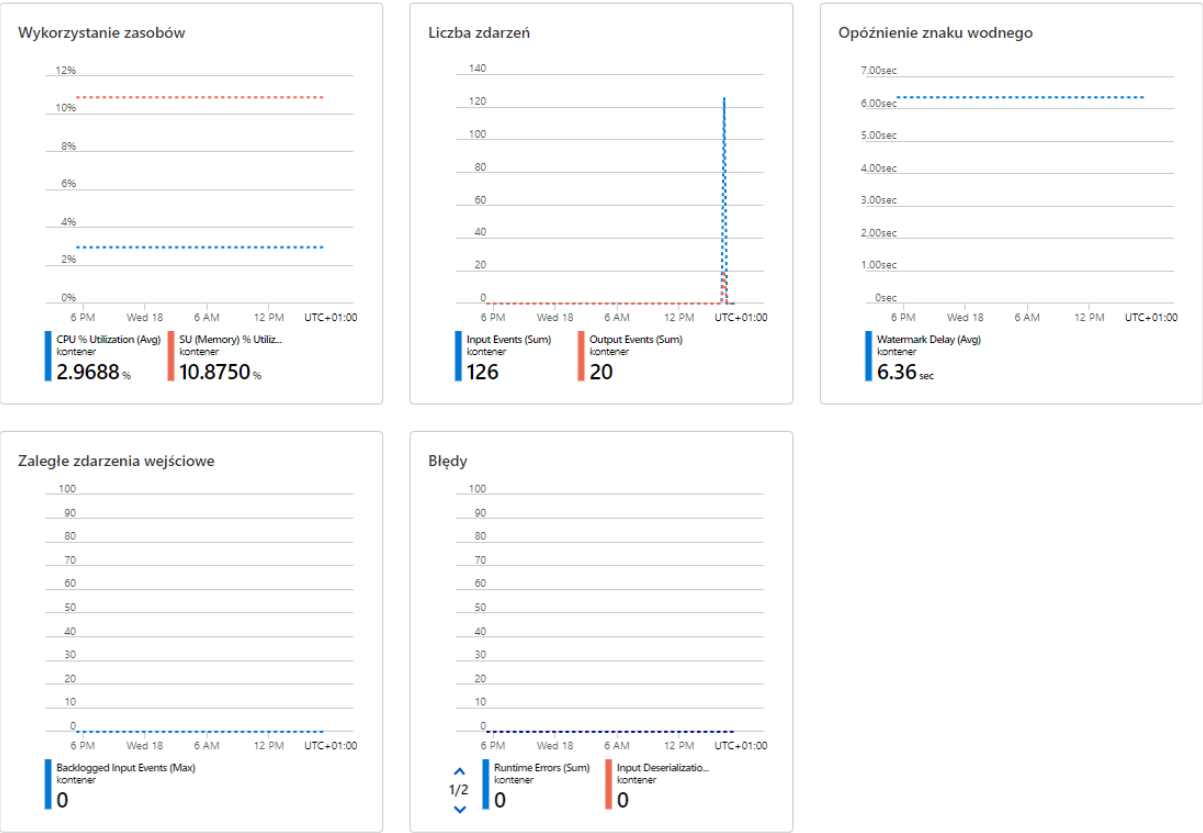 Wykorzystanie zasobów
12%
10%
8%
6%
4%
2%
0%
6 PM Wed 18 6 AM 12 PM UTC+01:00
CPU % Utilization (Avg)
kontener
2.9688 %
SU (Memory) % Utiliz...
kontener
10.8750 %
Liczba zdarzeń
140
120
100
80
60
40
20
0
6 PM Wed 18 6 AM 12 PM UTC+01:00
Input Events (Sum)
kontener
126
Output Events (Sum)
kontener
20
Opóźnienie znaku wodnego
7.00sec
6.00sec
5.00sec
4.00sec
3.00sec
2.00sec
1.00sec
0sec
6 PM Wed 18 6 AM 12 PM UTC+01:00
Watermark Delay (Avg)
kontener
6.36 sec
Zaległe zdarzenia wejściowe
100
90
80
70
60
50
40
30
20
10
0
6 PM Wed 18 6 AM 12 PM UTC+01:00
Backlogged Input Events (Max)
kontener
0
Błędy
100
90
80
70
60
50
40
30
20
10
0
6 PM Wed 18 6 AM 12 PM UTC+01:00
1/2
Runtime Errors (Sum)
kontener
0
Input Deserializatio...
kontener
0